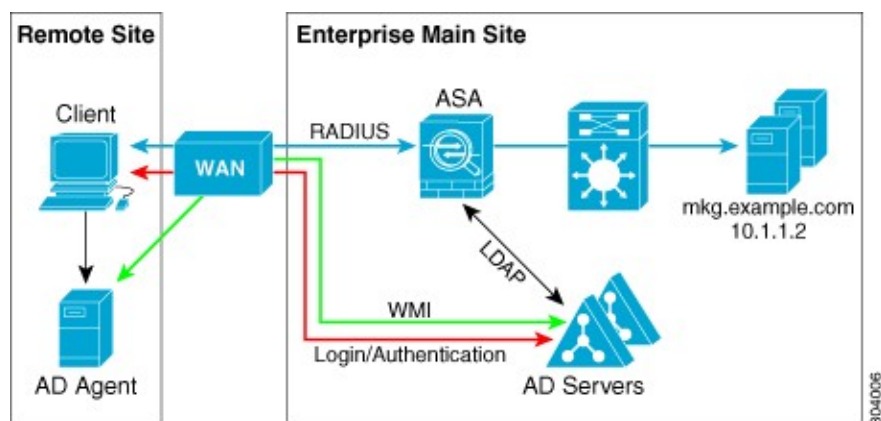 Remote Site
Enterprise Main Site
Client
ASA
RADIUS
WAN
mkg.example.com
10.1.1.2
LDAP
WMI
Login/Authentication
AD Agent
AD Servers
304006